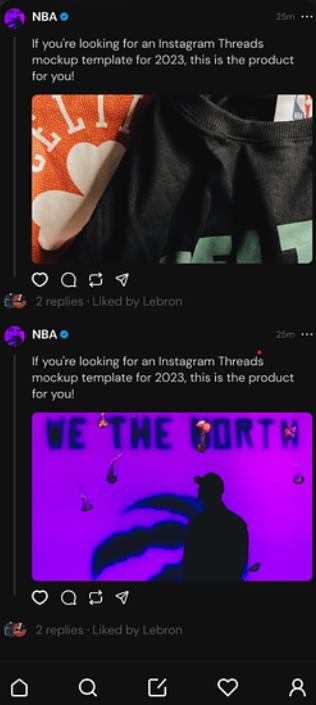 NBA 25m
If you're looking for an Instagram Threads
mockup template for 2023, this is the product
for you!
2 replies · Liked by Lebron
NBA 25m
If you're looking for an Instagram Threads
mockup template for 2023, this is the product
for you!
WE THE NORTH
2 replies · Liked by Lebron